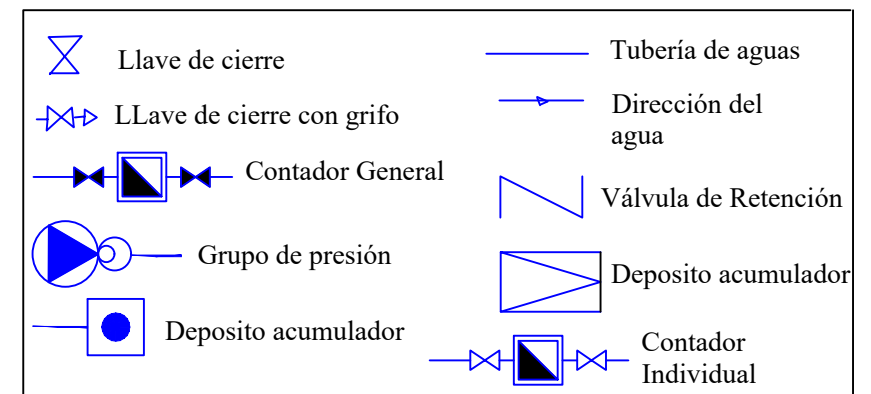 Llave de cierre
LLave de cierre con grifo
Contador General
Grupo de presión
Deposito acumulador
Tubería de aguas
Dirección del
agua
Válvula de Retención
Deposito acumulador
Contador
Individual